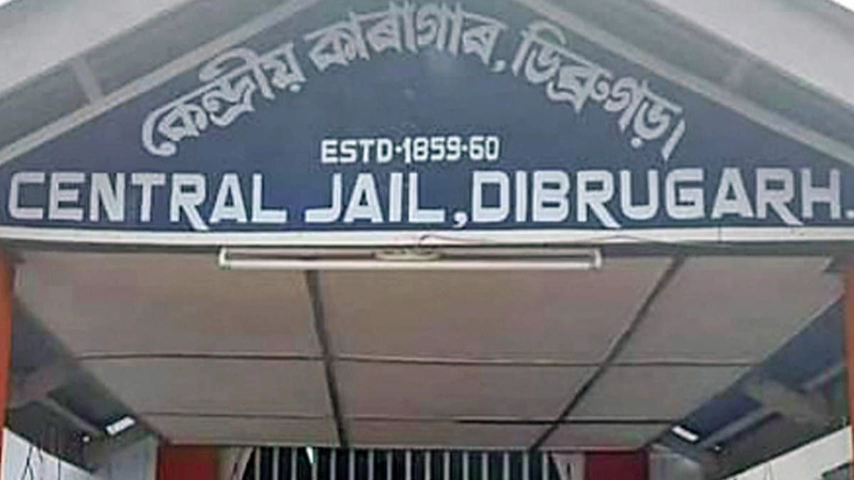 কেন্দ্ৰীয় কাৰাগাৰ, ডিব্ৰুগড়।
ESTD-1859-60
CENTRAL JAIL, DIBRUGARH.